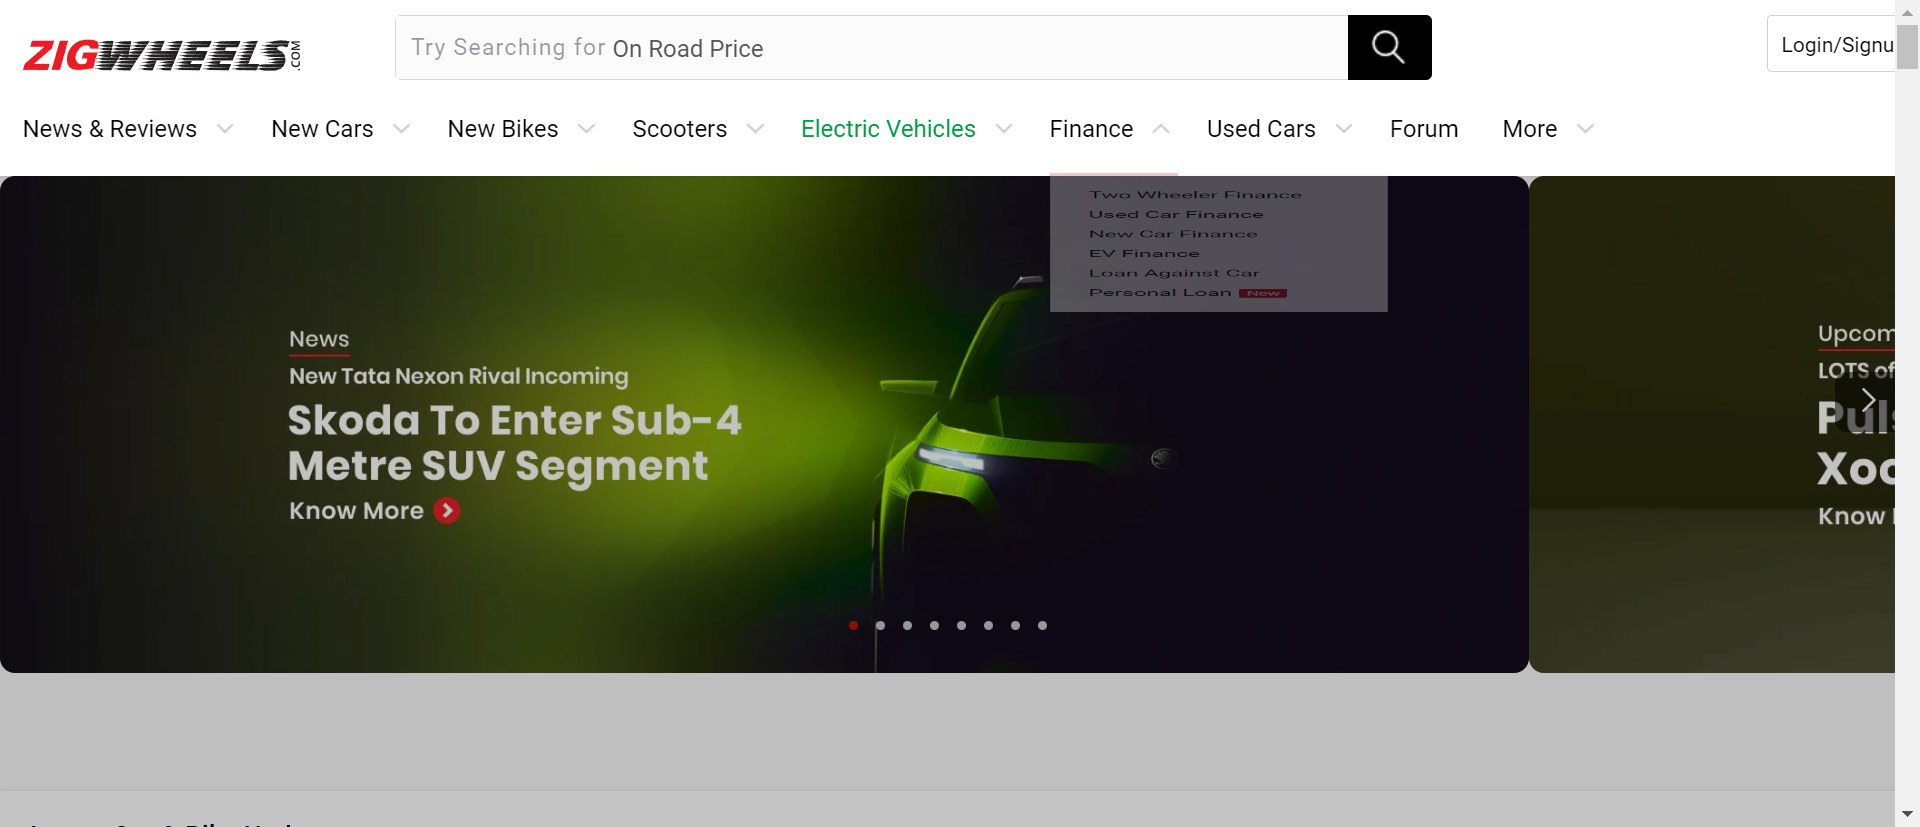 ZIGWHEELS.COM
Try Searching for On Road Price
Login/Signu
News & Reviews
New Cars
New Bikes
Scooters
Electric Vehicles
Finance
Used Cars
Forum
More
Two Wheeler Finance
Used Car Finance
New Car Finance
EV Finance
Loan Against Car
Personal Loan New
News
New Tata Nexon Rival Incoming
Skoda To Enter Sub-4
Metre SUV Segment
Know More
Upcom
LOTS of
Puls
Xoc
Know